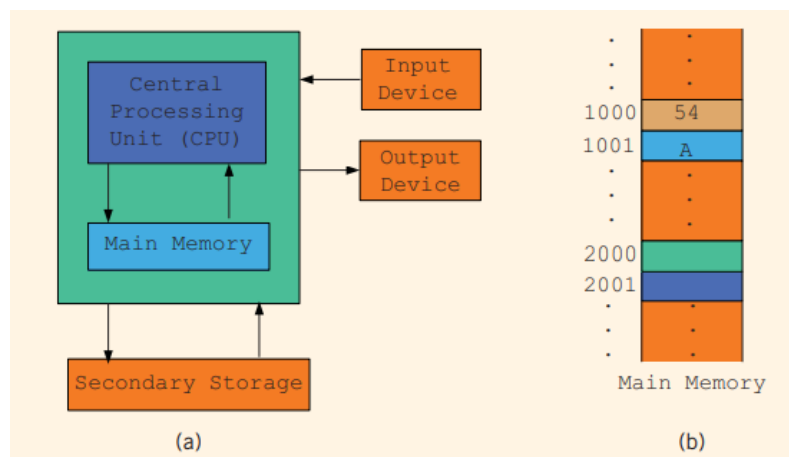 Central
Processing
Unit (CPU)
Main Memory
Input
Device
Output
Device
Secondary Storage
(a)
1000 54
1001 A
2000
2001
Main Memory
(b)